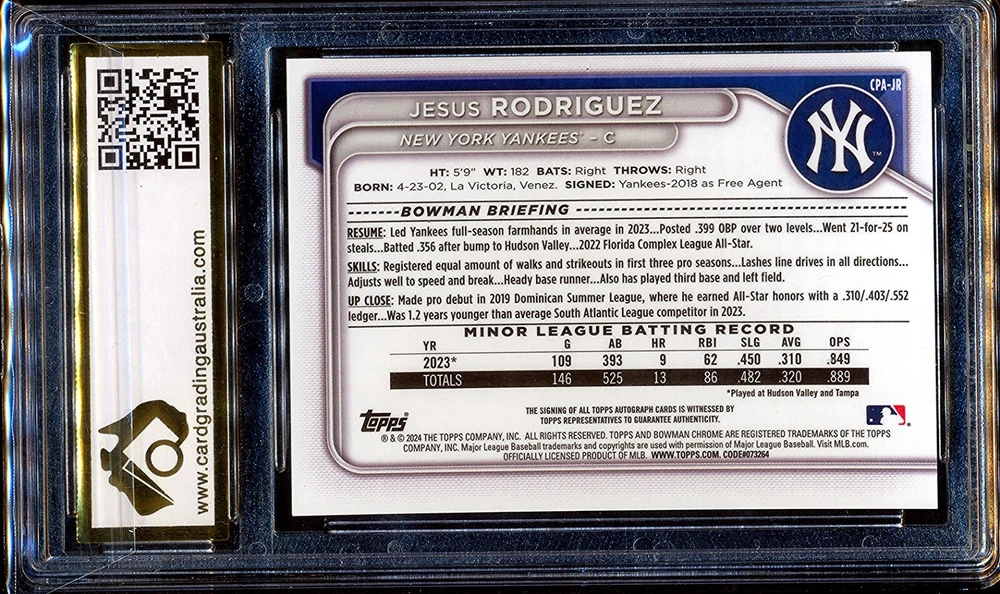 www.cardgradingaustralia.com
CPA-JR
JESUS RODRIGUEZ
NEW YORK YANKEES™ – C
NY™
HT: 5'9" WT: 182 BATS: Right THROWS: Right
BORN: 4-23-02, La Victoria, Venez. SIGNED: Yankees-2018 as Free Agent
-------BOWMAN BRIEFING -------
RESUME: Led Yankees full-season farmhands in average in 2023...Posted .399 OBP over two levels...Went 21-for-25 on
steals...Batted .356 after bump to Hudson Valley...2022 Florida Complex League All-Star.
SKILLS: Registered equal amount of walks and strikeouts in first three pro seasons...Lashes line drives in all directions...
Adjusts well to speed and break...Heady base runner...Also has played third base and left field.
UP CLOSE: Made pro debut in 2019 Dominican Summer League, where he earned All-Star honors with a .310/.403/.552
ledger...Was 1.2 years younger than average South Atlantic League competitor in 2023.
MINOR LEAGUE BATTING RECORD
YR G AB HR RBI SLG AVG OPS
2023* 109 393 9 62 .450 .310 .849
TOTALS 146 525 13 86 .482 .320 .889
*Played at Hudson Valley and Tampa
Topps®
THE SIGNING OF ALL TOPPS AUTOGRAPH CARDS IS WITNESSED BY
TOPPS REPRESENTATIVES TO GUARANTEE AUTHENTICITY.
® & © 2024 THE TOPPS COMPANY, INC. ALL RIGHTS RESERVED. TOPPS AND BOWMAN CHROME ARE REGISTERED TRADEMARKS OF THE TOPPS
COMPANY, INC. Major League Baseball trademarks and copyrights are used with permission of Major League Baseball. Visit MLB.com.
OFFICIALLY LICENSED PRODUCT OF MLB. WWW.TOPPS.COM. CODE#073264